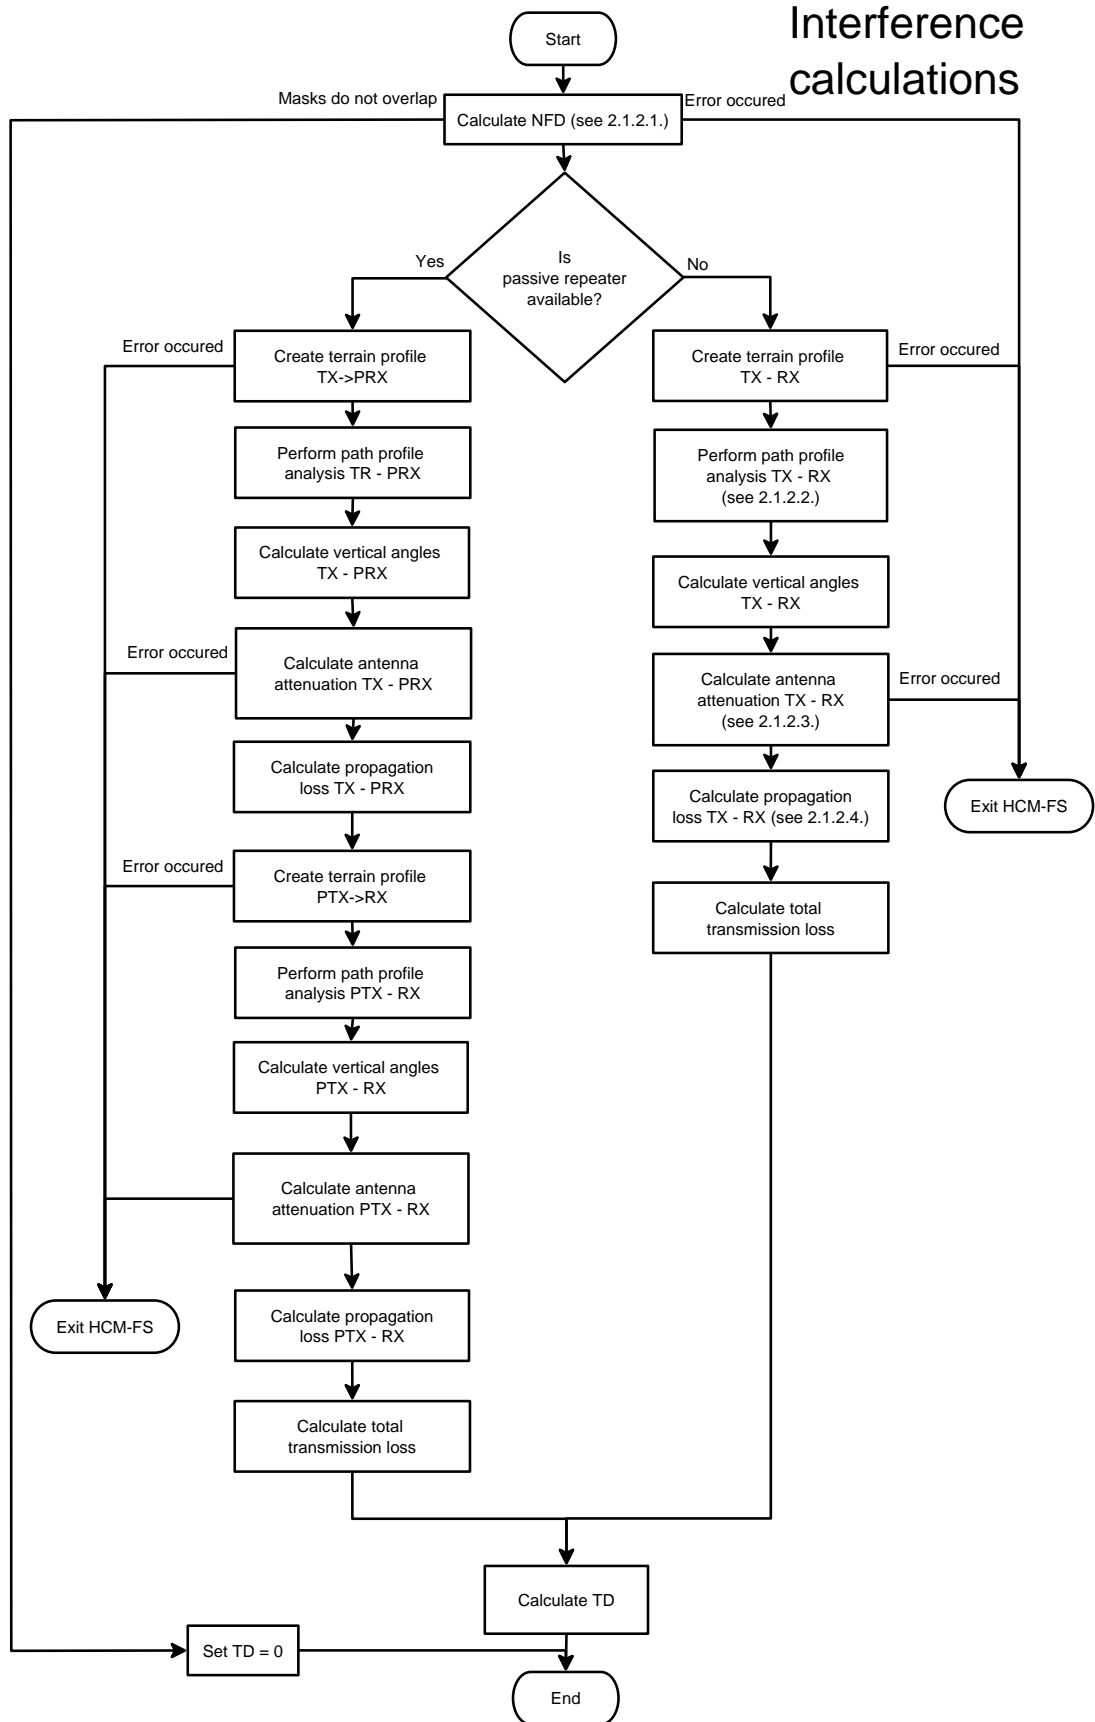 Interference
calculations
Start
Masks do not overlap
Error occured
Calculate NFD (see 2.1.2.1.)
Is
passive repeater
available?
Yes
No
Error occured
Create terrain profile
TX->PRX
Perform path profile
analysis TR - PRX
Calculate vertical angles
TX - PRX
Error occured
Calculate antenna
attenuation TX - PRX
Calculate propagation
loss TX - PRX
Error occured
Create terrain profile
PTX->RX
Perform path profile
analysis PTX - RX
Calculate vertical angles
PTX - RX
Calculate antenna
attenuation PTX - RX
Exit HCM-FS
Calculate propagation
loss PTX - RX
Calculate total
transmission loss
Create terrain profile
TX - RX
Error occured
Perform path profile
analysis TX - RX
(see 2.1.2.2.)
Calculate vertical angles
TX - RX
Calculate antenna
attenuation TX - RX
(see 2.1.2.3.)
Error occured
Exit HCM-FS
Calculate propagation
loss TX - RX (see 2.1.2.4.)
Calculate total
transmission loss
Calculate TD
Set TD = 0
End